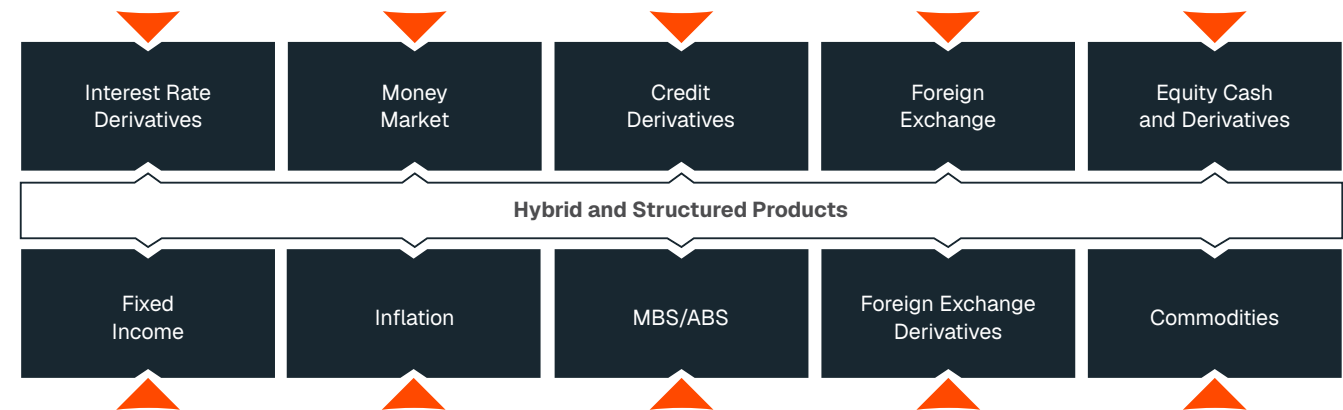 Interest Rate
Derivatives
Money
Market
Credit
Derivatives
Foreign
Exchange
Equity Cash
and Derivatives
Hybrid and Structured Products
Fixed
Income
Inflation
MBS/ABS
Foreign Exchange
Derivatives
Commodities